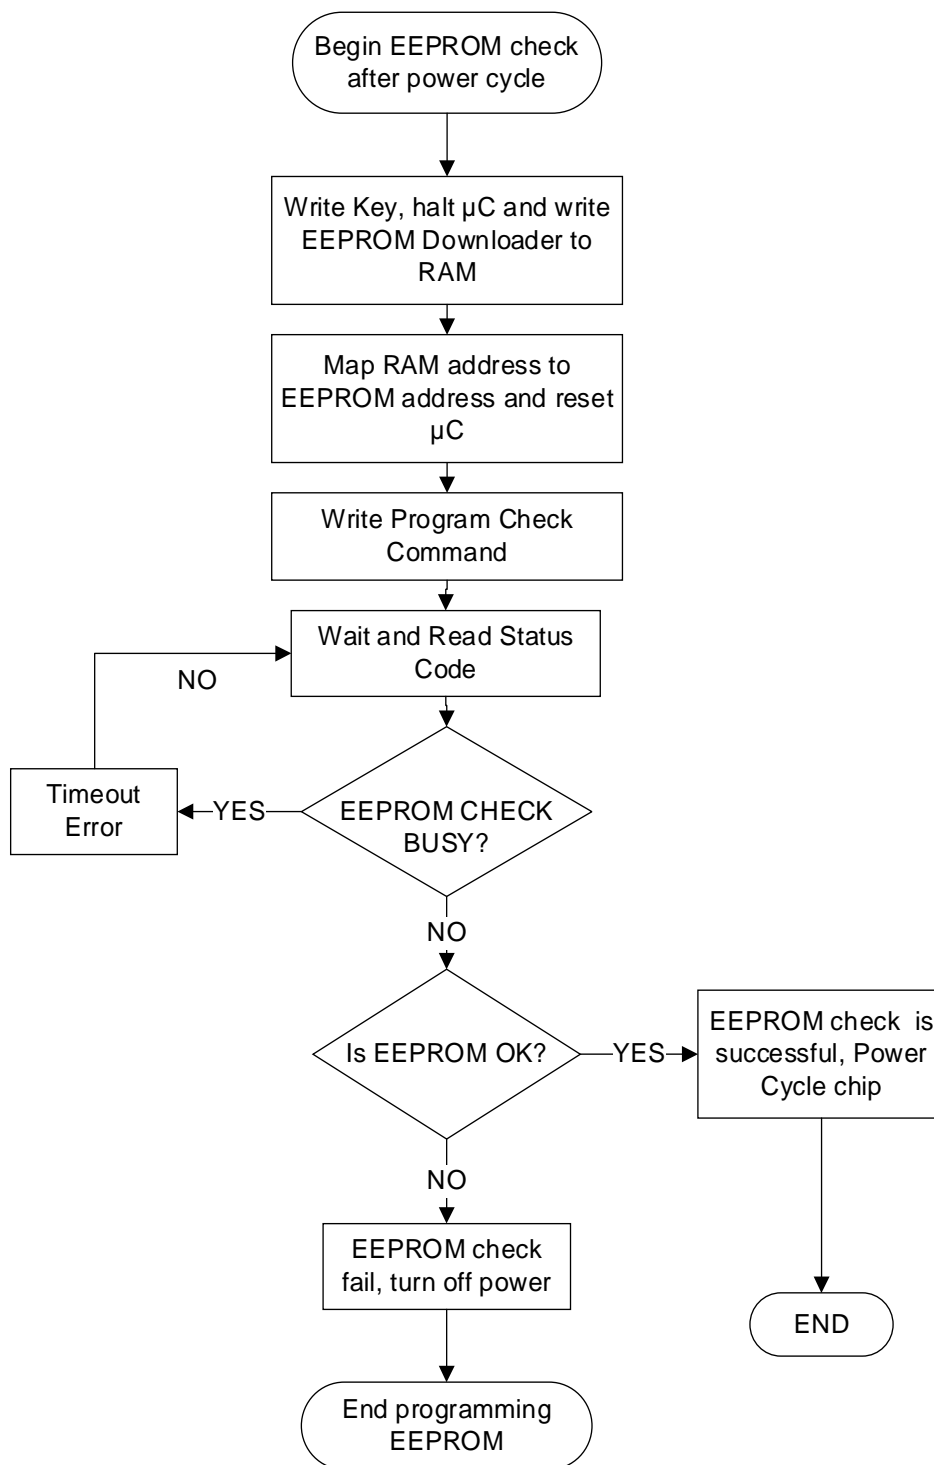 Begin EEPROM check
after power cycle
Write Key, halt µC and write
EEPROM Downloader to
RAM
Map RAM address to
EEPROM address and reset
µC
Write Program Check
Command
Wait and Read Status
Code
NO
Timeout
Error
YES
EEPROM CHECK
BUSY?
NO
Is EEPROM OK?
YES
EEPROM check is
successful, Power
Cycle chip
NO
EEPROM check
fail, turn off power
END
End programming
EEPROM